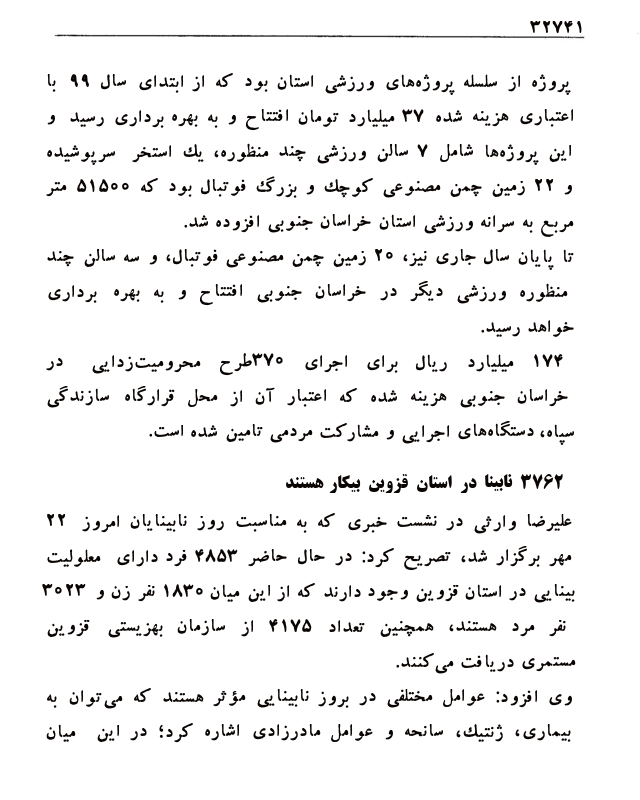 ۳۲۷۴۱
پروژه از سلسله پروژه‌های ورزشی استان بود که از ابتدای سال ۹۹ با
اعتباری هزینه شده ۳۷ میلیارد تومان افتتاح و به بهره برداری رسید و
این پروژه‌ها شامل ۷ سالن ورزشی چند منظوره، یك استخر سرپوشیده
و ۲۲ زمین چمن مصنوعی کوچك و بزرگ فوتبال بود که ۵۱۵۰۰ متر
مربع به سرانه ورزشی استان خراسان جنوبی افزوده شد.
تا پایان سال جاری نیز، ۲۰ زمین چمن مصنوعی فوتبال، و سه سالن چند
منظوره ورزشی دیگر در خراسان جنوبی افتتاح و به بهره برداری
خواهد رسید.
۱۷۴ میلیارد ریال برای اجرای ۳۷۰طرح محرومیت‌زدایی در
خراسان جنوبی هزینه شده که اعتبار آن از محل قرارگاه سازندگی
سپاه، دستگاه‌های اجرایی و مشارکت مردمی تامین شده است.
۳۷۶۲ نابینا در استان قزوین بیکار هستند
علیرضا وارثی در نشست خبری که به مناسبت روز نابینایان امروز ۲۲
مهر برگزار شد، تصریح کرد: در حال حاضر ۴۸۵۳ فرد دارای معلولیت
بینایی در استان قزوین وجود دارند که از این میان ۱۸۳۰ نفر زن و ۳۰۲۳
نفر مرد هستند، همچنین تعداد ۴۱۷۵ نفر از سازمان بهزیستی قزوین
مستمری دریافت می‌کنند.
وی افزود: عوامل مختلفی در بروز نابینایی مؤثر هستند که می‌توان به
بیماری، ژنتیك، سانحه و عوامل مادرزادی اشاره کرد؛ در این میان